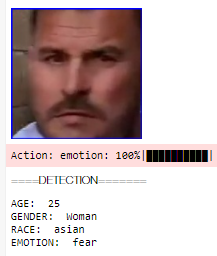 Action: emotion: 100%|██████████|
====DETECTION=======
AGE: 25
GENDER: Woman
RACE: asian
EMOTION: fear